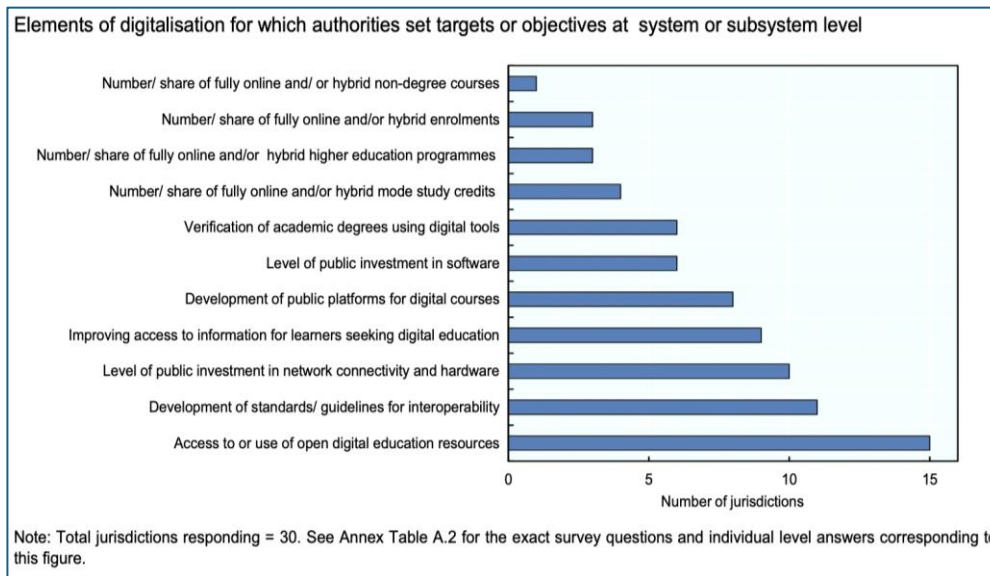 Elements of digitalisation for which authorities set targets or objectives at system or subsystem level
Number/ share of fully online and/ or hybrid non-degree courses
Number/ share of fully online and/or hybrid enrolments
Number/ share of fully online and/or hybrid higher education programmes
Number/ share of fully online and/or hybrid mode study credits
Verification of academic degrees using digital tools
Level of public investment in software
Development of public platforms for digital courses
Improving access to information for learners seeking digital education
Level of public investment in network connectivity and hardware
Development of standards/ guidelines for interoperability
Access to or use of open digital education resources
0 5 10 15
Number of jurisdictions
Note: Total jurisdictions responding = 30. See Annex Table A.2 for the exact survey questions and individual level answers corresponding to
this figure.